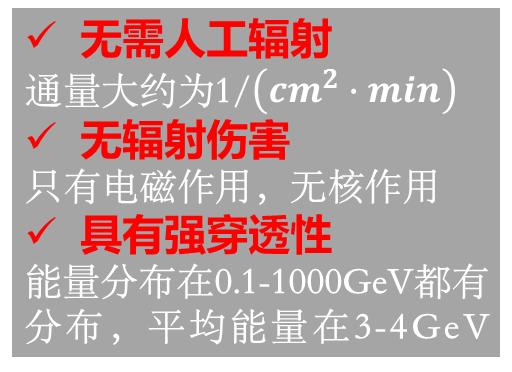 ✓ 无需人工辐射
通量大约为1/(cm²·min)
✓ 无辐射伤害
只有电磁作用，无核作用
✓ 具有强穿透性
能量分布在0.1-1000GeV都有
分布，平均能量在3-4GeV